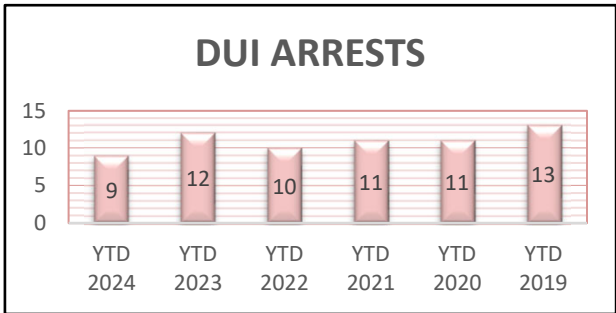 DUI ARRESTS
15
10
5
0
9
12
10
11
11
13
YTD 2024
YTD 2023
YTD 2022
YTD 2021
YTD 2020
YTD 2019